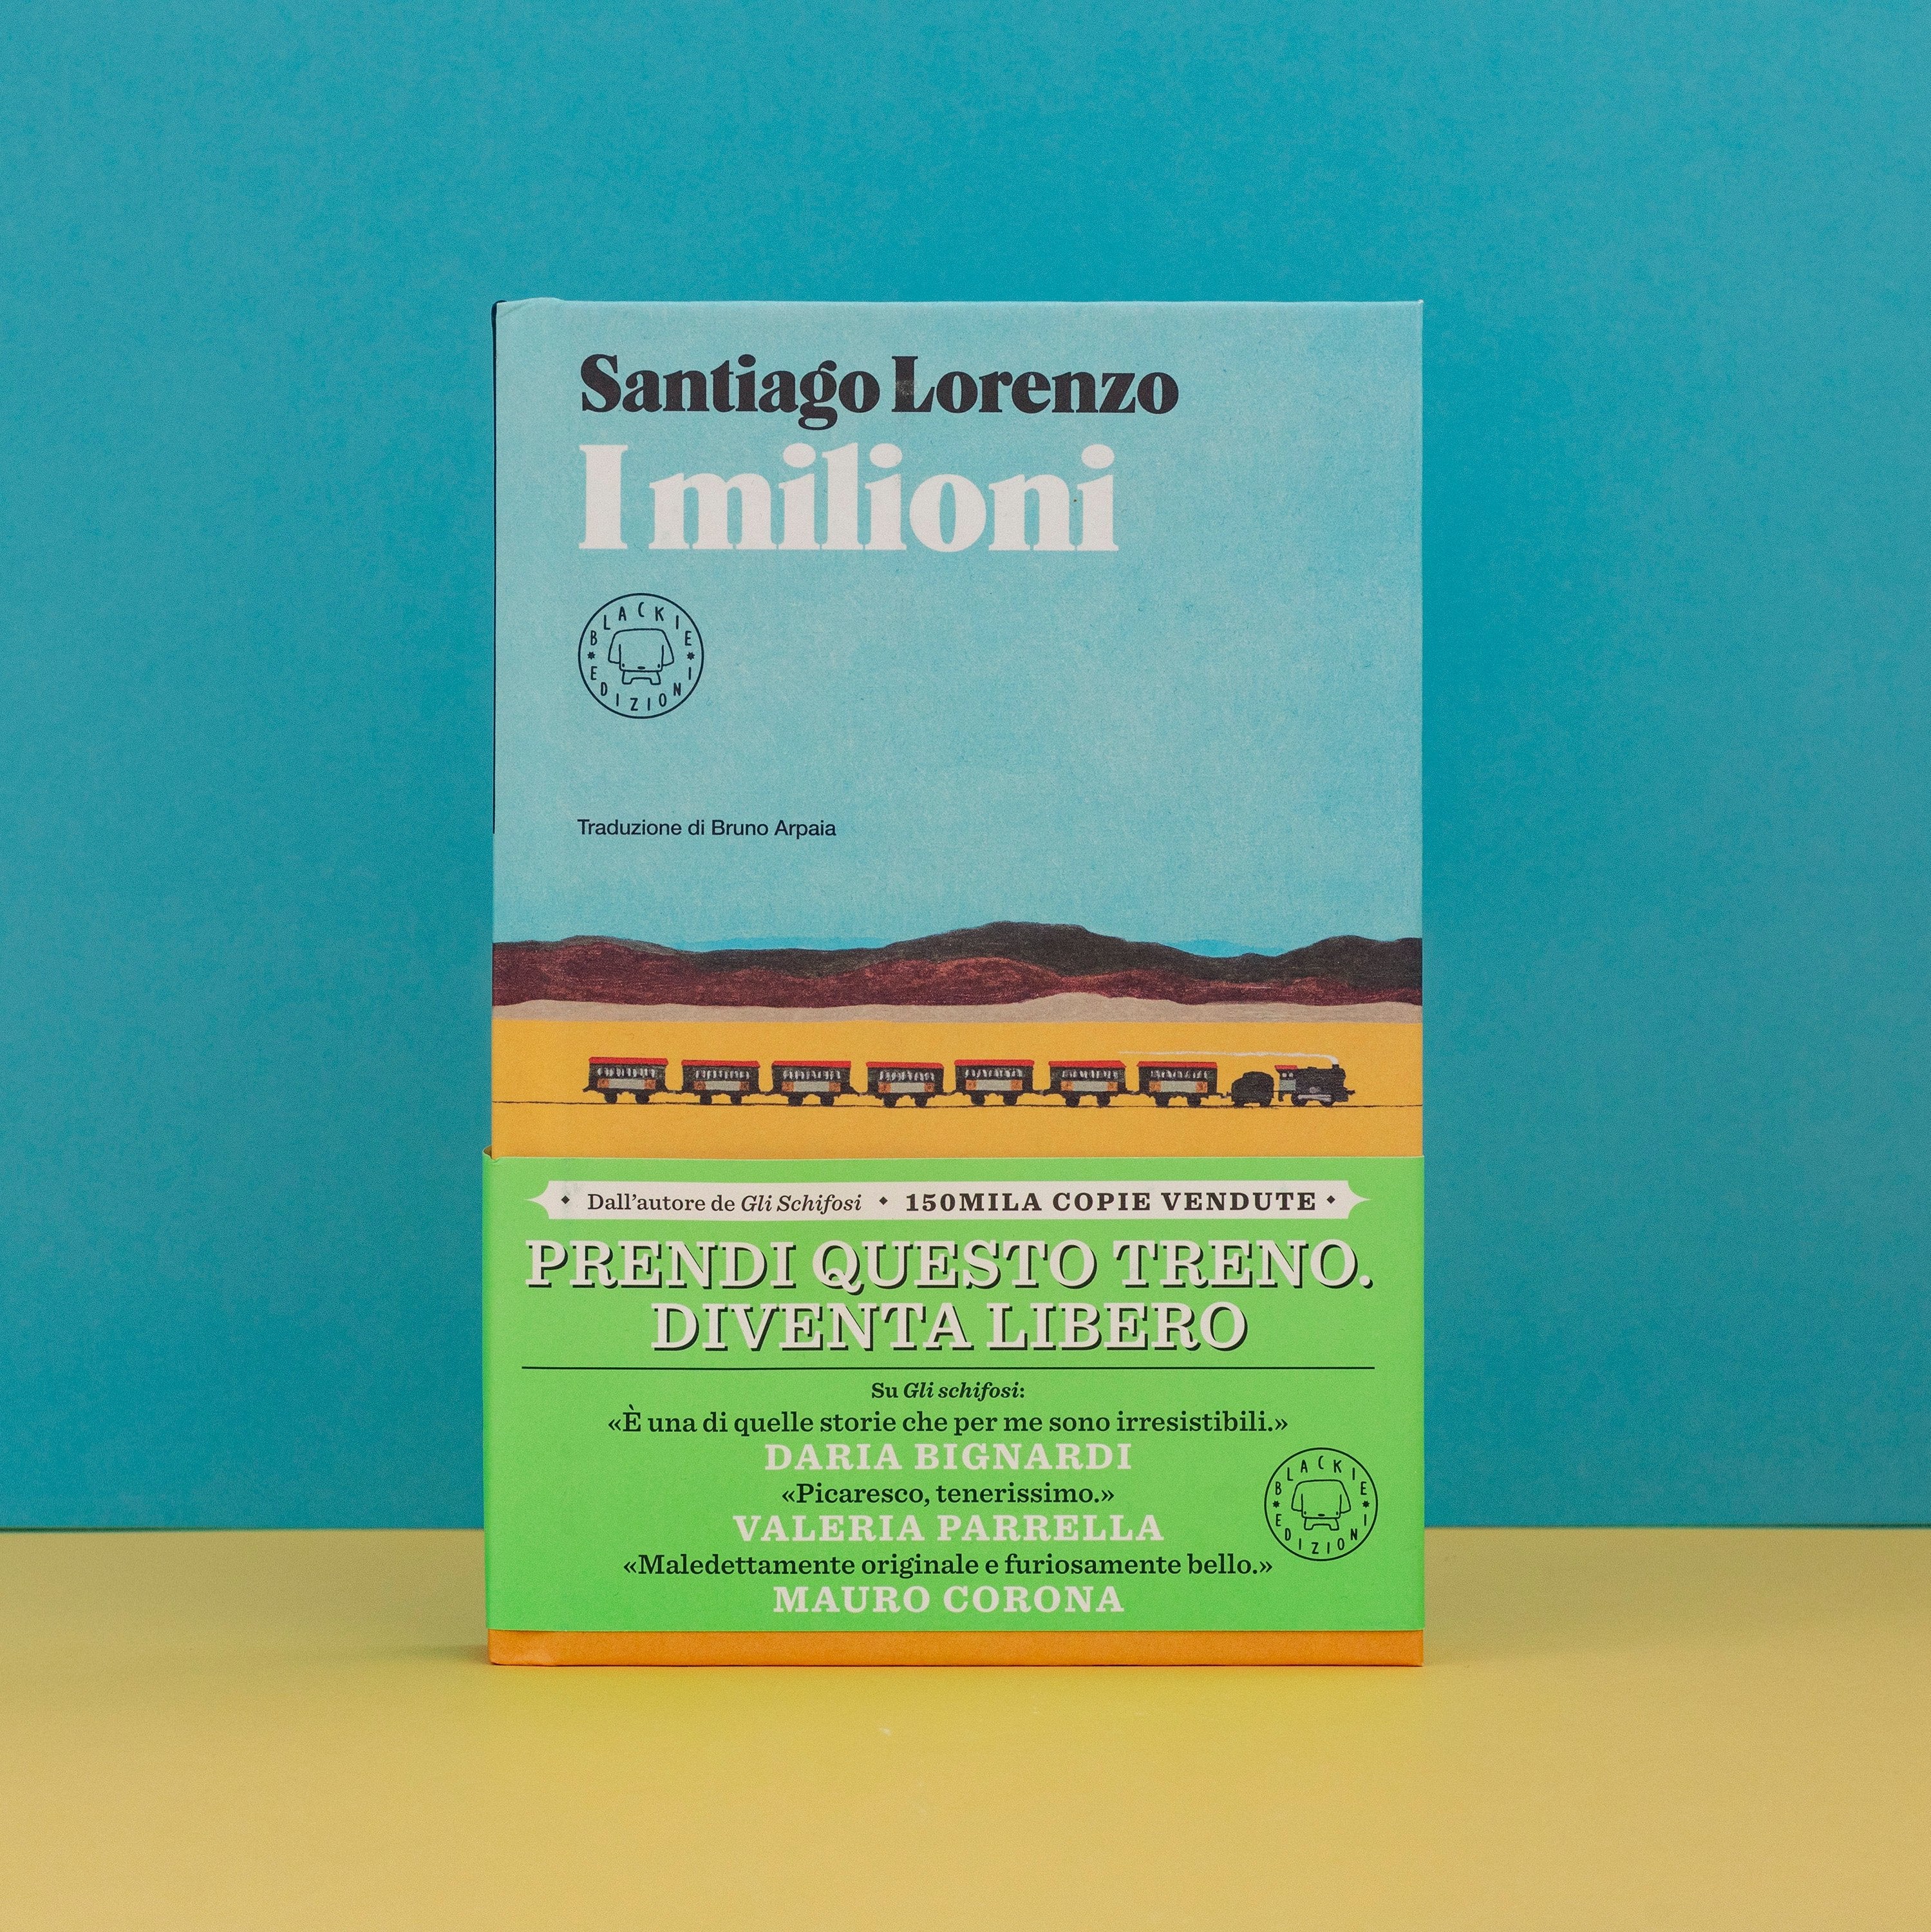 Santiago Lorenzo
I milioni
BLACKIE
EDIZIONI
Traduzione di Bruno Arpaia
Dall'autore de Gli Schifosi ◆ 150MILA COPIE VENDUTE
PRENDI QUESTO TRENO.
DIVENTA LIBERO
Su Gli schifosi:
«È una di quelle storie che per me sono irresistibili.»
DARIA BIGNARDI
«Picaresco, tenerissimo.»
VALERIA PARRELLA
«Maledettamente originale e furiosamente bello.»
MAURO CORONA
BLACKIE
EDIZIONI